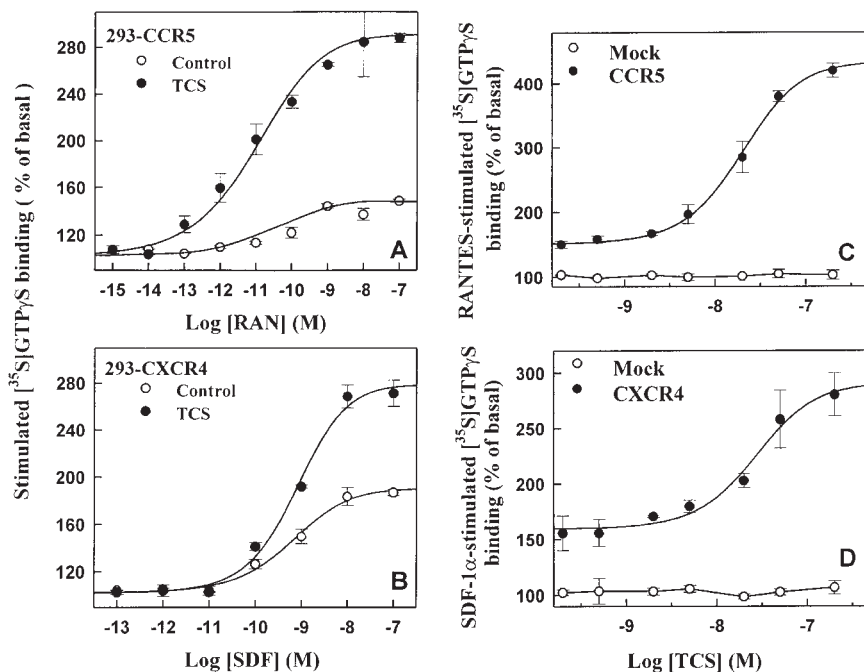 Stimulated [³⁵S]GTPγS binding ( % of basal )
293-CCR5
Control
TCS
280
240
200
160
120
A
-15 -14 -13 -12 -11 -10 -9 -8 -7
Log [RAN] (M)
293-CXCR4
Control
TCS
280
240
200
160
120
B
-13 -12 -11 -10 -9 -8 -7
Log [SDF] (M)
RANTES-stimulated [³⁵S]GTPγS
binding (% of basal)
Mock
CCR5
400
300
200
100
C
-9 -8 -7
SDF-1α-stimulated [³⁵S]GTPγS
binding (% of basal)
Mock
CXCR4
300
250
200
150
100
D
-9 -8 -7
Log [TCS] (M)